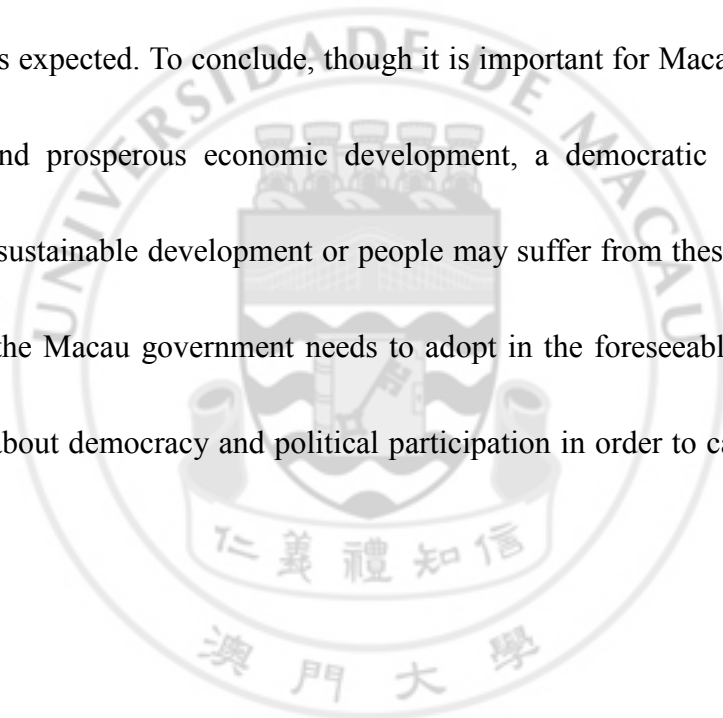 s expected. To conclude, though it is important for Maca
nd prosperous economic development, a democratic
sustainable development or people may suffer from thes
the Macau government needs to adopt in the foreseeabl
about democracy and political participation in order to ca
UNIVERSIDADE DE MACAU
仁義禮知信
澳門大學